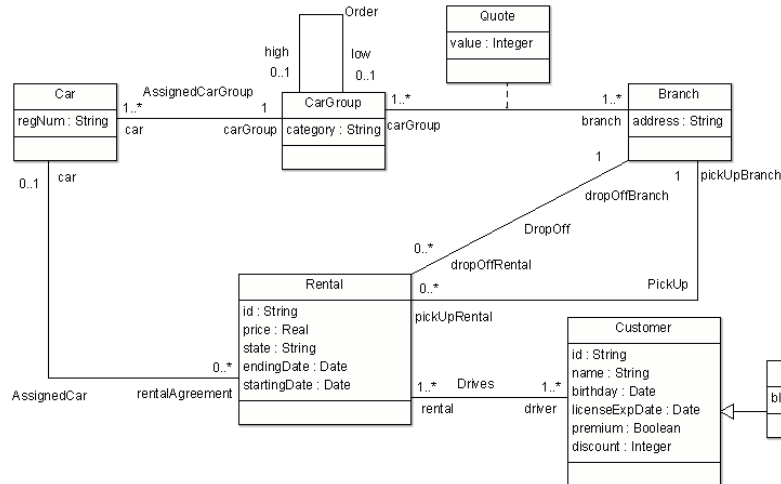 Order
Quote
value : Integer
high
low
0..1
0..1
Car
regNum : String
AssignedCarGroup
1..*
1
car
carGroup
CarGroup
category : String
1..*
1..*
carGroup
branch
Branch
address : String
0..1
car
1
dropOffBranch
1
pickUpBranch
DropOff
0..*
dropOffRental
Rental
id : String
price : Real
state : String
endingDate : Date
startingDate : Date
0..*
pickUpRental
PickUp
Customer
id : String
name : String
birthday : Date
licenseExpDate : Date
premium : Boolean
discount : Integer
0..*
AssignedCar
rentalAgreement
1..*
Drives
1..*
rental
driver